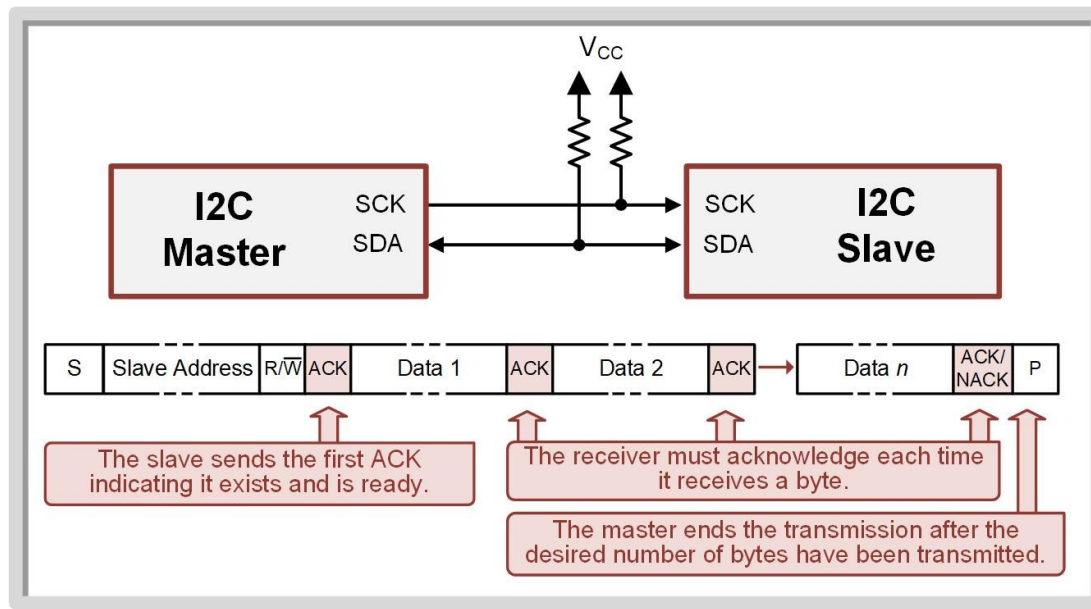 VCC
I2C
Master
SCK
SDA
SCK
SDA
I2C
Slave
S Slave Address R/W̅ ACK Data 1 ACK Data 2 ACK Data n ACK/NACK P
The slave sends the first ACK
indicating it exists and is ready.
The receiver must acknowledge each time
it receives a byte.
The master ends the transmission after the
desired number of bytes have been transmitted.